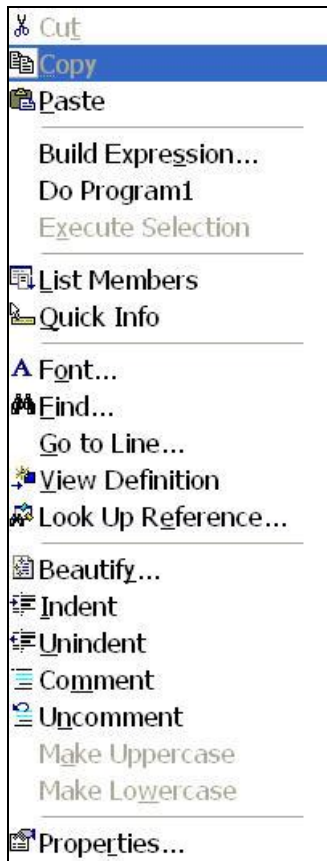 Cut
Copy
Paste
Build Expression...
Do Program1
Execute Selection
List Members
Quick Info
Font...
Find...
Go to Line...
View Definition
Look Up Reference...
Beautify...
Indent
Unindent
Comment
Uncomment
Make Uppercase
Make Lowercase
Properties...